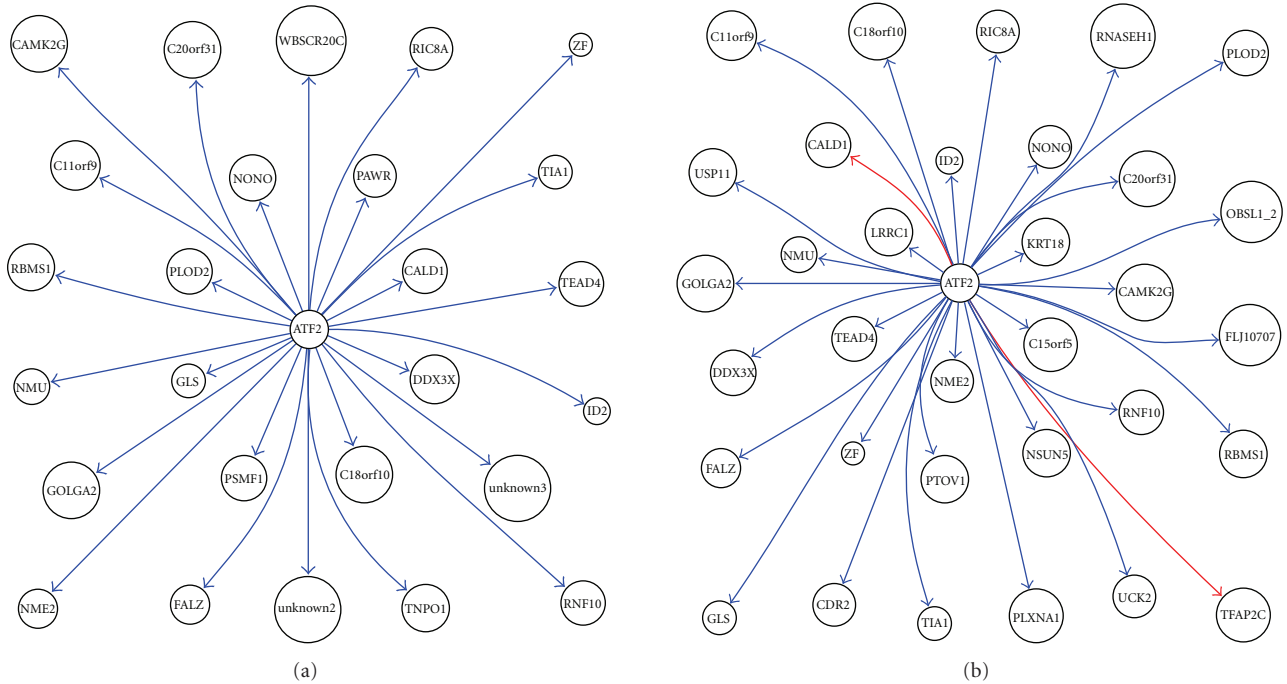 CAMK2G
C20orf31
WBSCR20C
RIC8A
ZF
C11orf9
NONO
PAWR
TIA1
RBMS1
PLOD2
CALD1
TEAD4
ATF2
NMU
GLS
DDX3X
ID2
GOLGA2
PSMF1
C18orf10
unknown3
NME2
FALZ
unknown2
TNPO1
RNF10
(a)
C11orf9
C18orf10
RIC8A
RNASEH1
PLOD2
CALD1
ID2
NONO
USP11
C20orf31
OBSL1_2
LRRC1
KRT18
NMU
GOLGA2
ATF2
CAMK2G
TEAD4
C15orf5
FLJ10707
DDX3X
NME2
RNF10
FALZ
ZF
NSUN5
RBMS1
PTOV1
GLS
CDR2
TIA1
PLXNA1
UCK2
TFAP2C
(b)